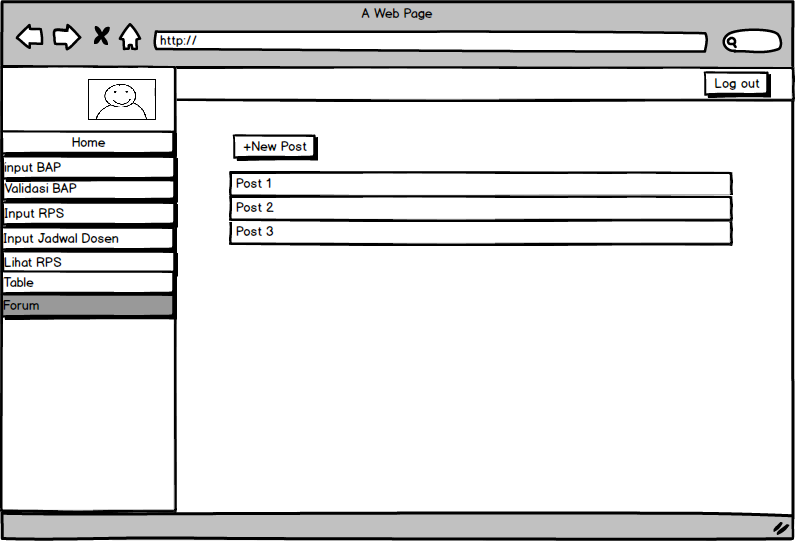 A Web Page
http://
Log out
Home
input BAP
Validasi BAP
Input RPS
Input Jadwal Dosen
Lihat RPS
Table
Forum
+New Post
Post 1
Post 2
Post 3